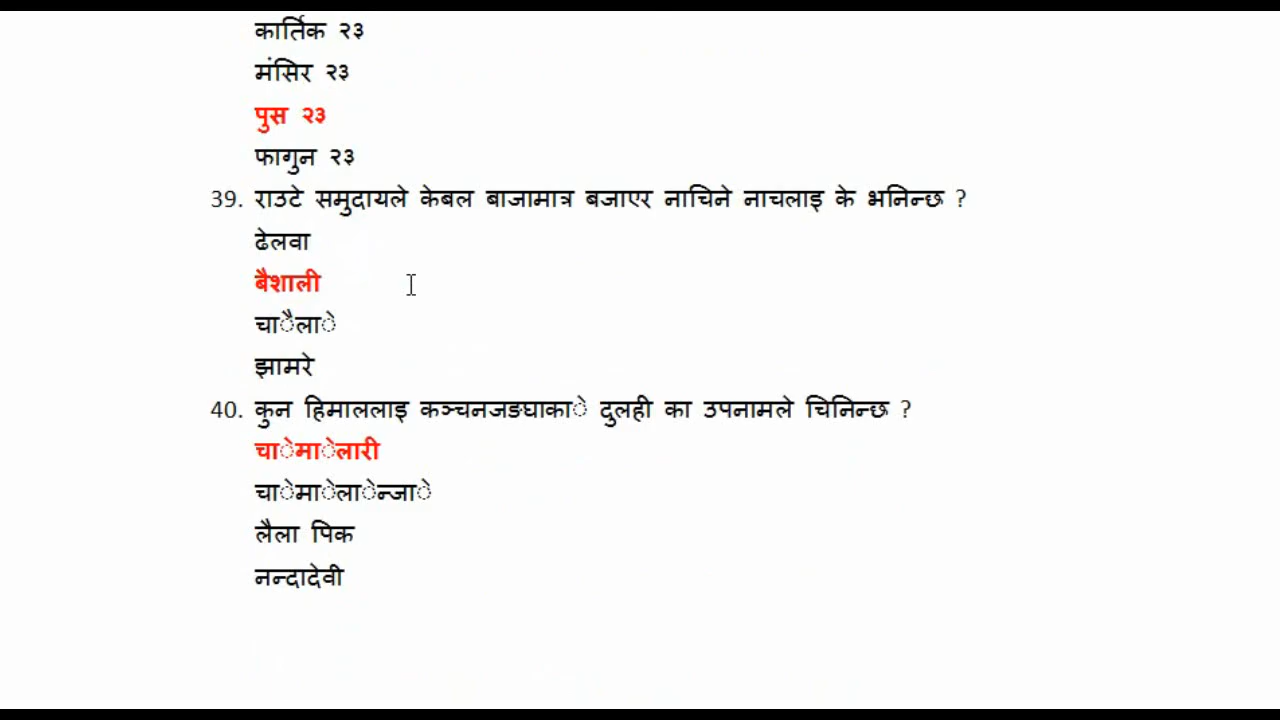 कार्तिक २३
मंसिर २३
पुस २३
फागुन २३
39. राउटे समुदायले केबल बाजामात्र बजाएर नाचिने नाचलाइ के भनिन्छ ?
ढेलवा
बैशाली
चाैलाे
झामरे
40. कुन हिमाललाइ कञ्चनजङघाकाे दुलही का उपनामले चिनिन्छ ?
चाेमाेलारी
चाेमाेलाेन्जाे
लैला पिक
नन्दादेवी